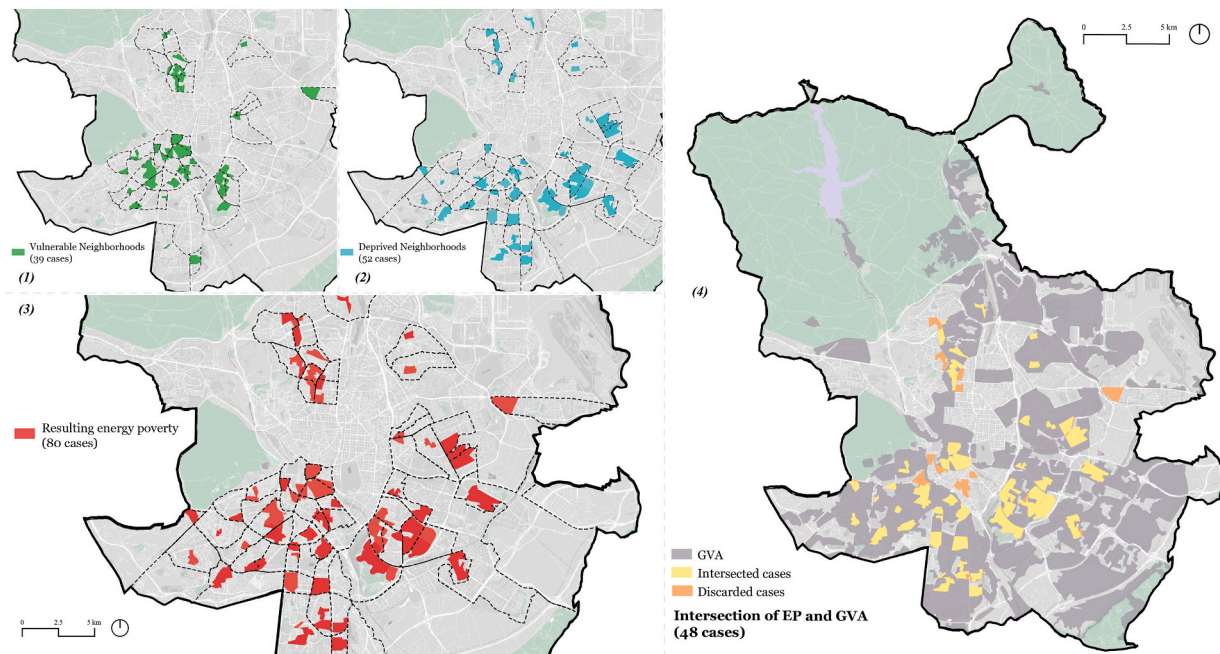 Vulnerable Neighborhoods
(39 cases)
(1)
Deprived Neighborhoods
(52 cases)
(2)
(3)
Resulting energy poverty
(80 cases)
0 2.5 5 km
0 2.5 5 km
(4)
GVA
Intersected cases
Discarded cases
Intersection of EP and GVA
(48 cases)